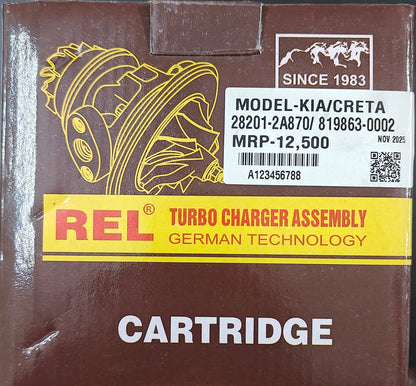 SINCE 1983
MODEL-KIA/CRETA
28201-2A870/ 819863-0002
MRP-12,500
NOV 2025
A123456788
REL® TURBO CHARGER ASSEMBLY
GERMAN TECHNOLOGY
CARTRIDGE